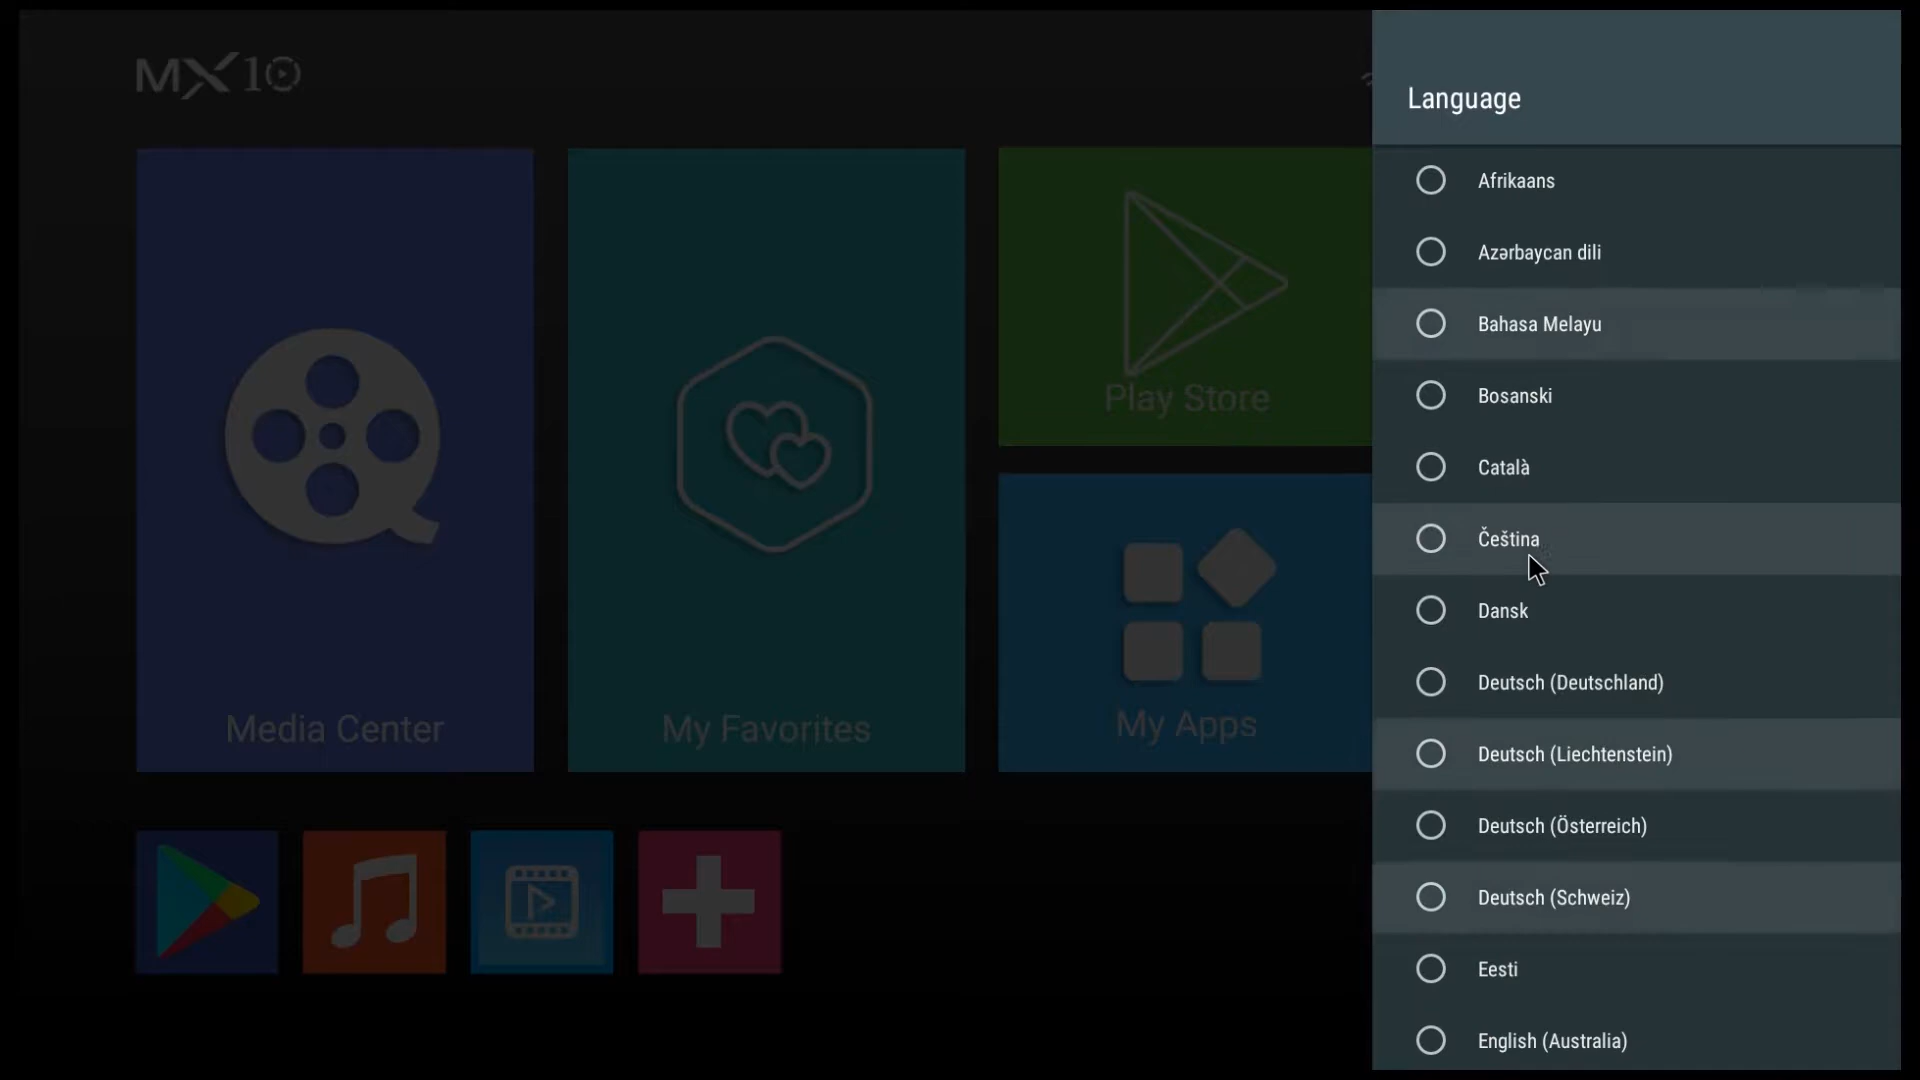 MX10
Language
Afrikaans
Azərbaycan dili
Bahasa Melayu
Bosanski
Català
Čeština
Dansk
Deutsch (Deutschland)
Deutsch (Liechtenstein)
Deutsch (Österreich)
Deutsch (Schweiz)
Eesti
English (Australia)
Play Store
Media Center
My Favorites
My Apps